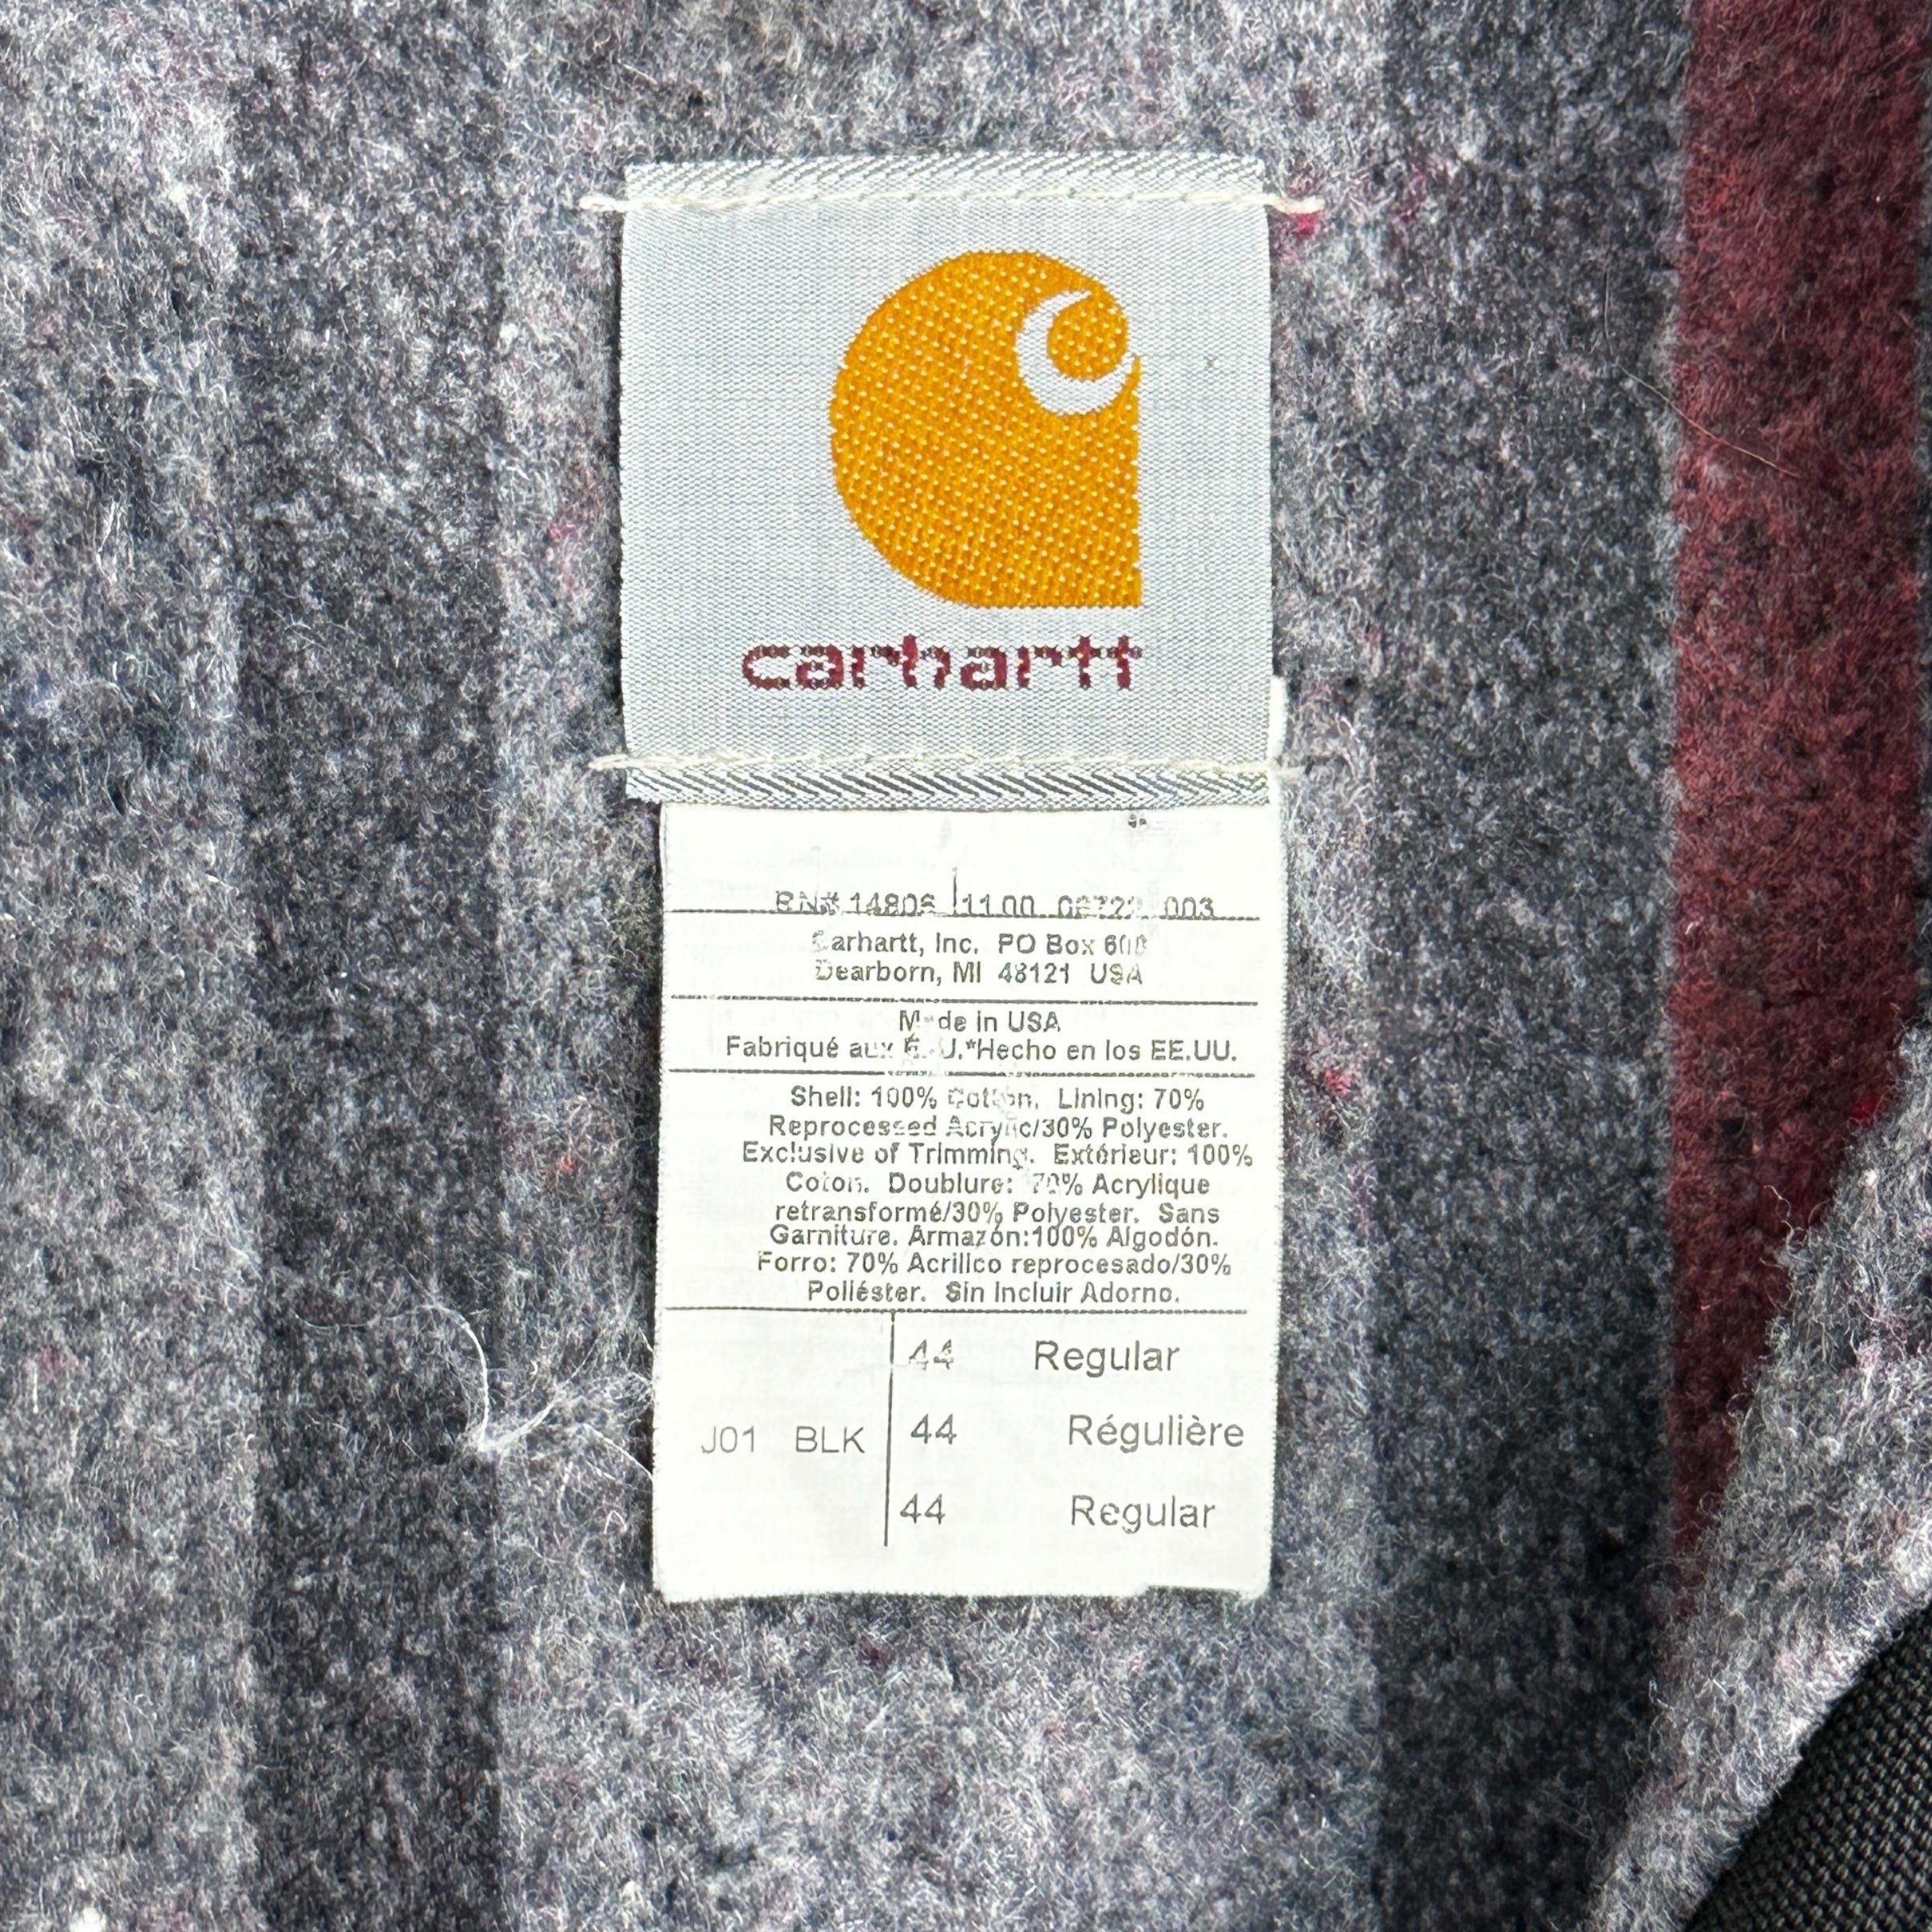 carhartt
RN# 14806 11 00 003
Carhartt, Inc. PO Box 600
Dearborn, MI 48121 USA
Made in USA
Fabriqué aux É.-U.*Hecho en los EE.UU.
Shell: 100% Cotton. Lining: 70%
Reprocessed Acrylic/30% Polyester.
Exclusive of Trimming. Extérieur: 100%
Coton. Doublure: 70% Acrylique
retransformé/30% Polyester. Sans
Garniture. Armazón:100% Algodón.
Forro: 70% Acrilico reprocesado/30%
Poliéster. Sin Incluir Adorno.
44 Regular
J01 BLK 44 Régulière
44 Regular